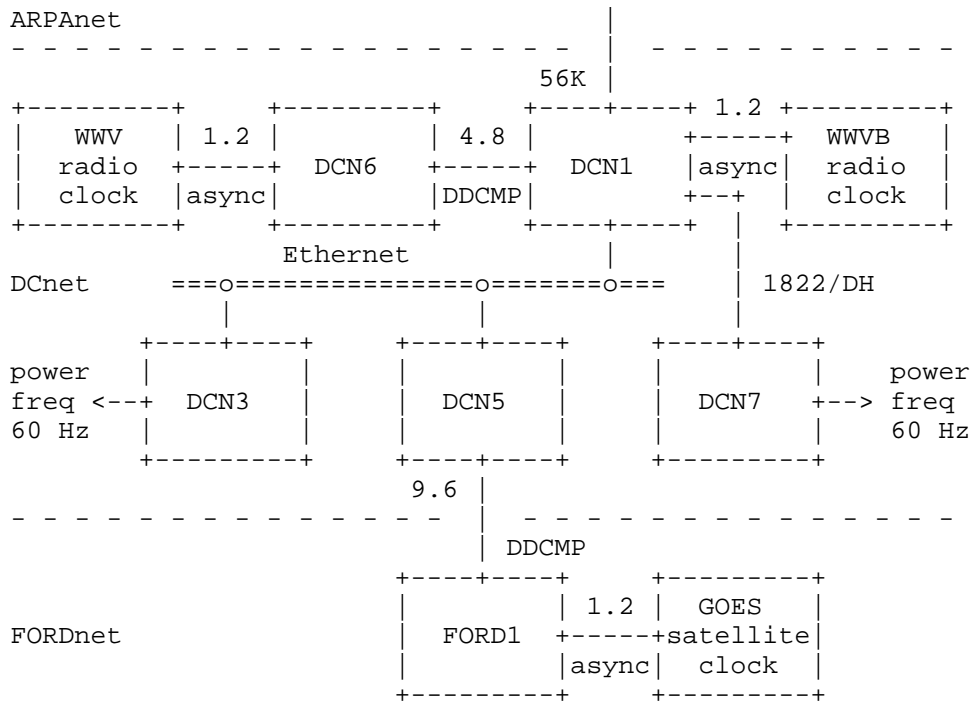 ARPAnet
56K
1.2
WWV 1.2 4.8 WWVB
radio DCN6 DCN1 async radio
clock async DDCMP clock
Ethernet
DCnet 1822/DH
power power
freq DCN3 DCN5 DCN7 freq
60 Hz 60 Hz
9.6
DDCMP
1.2 GOES
FORDnet FORD1 satellite
async clock